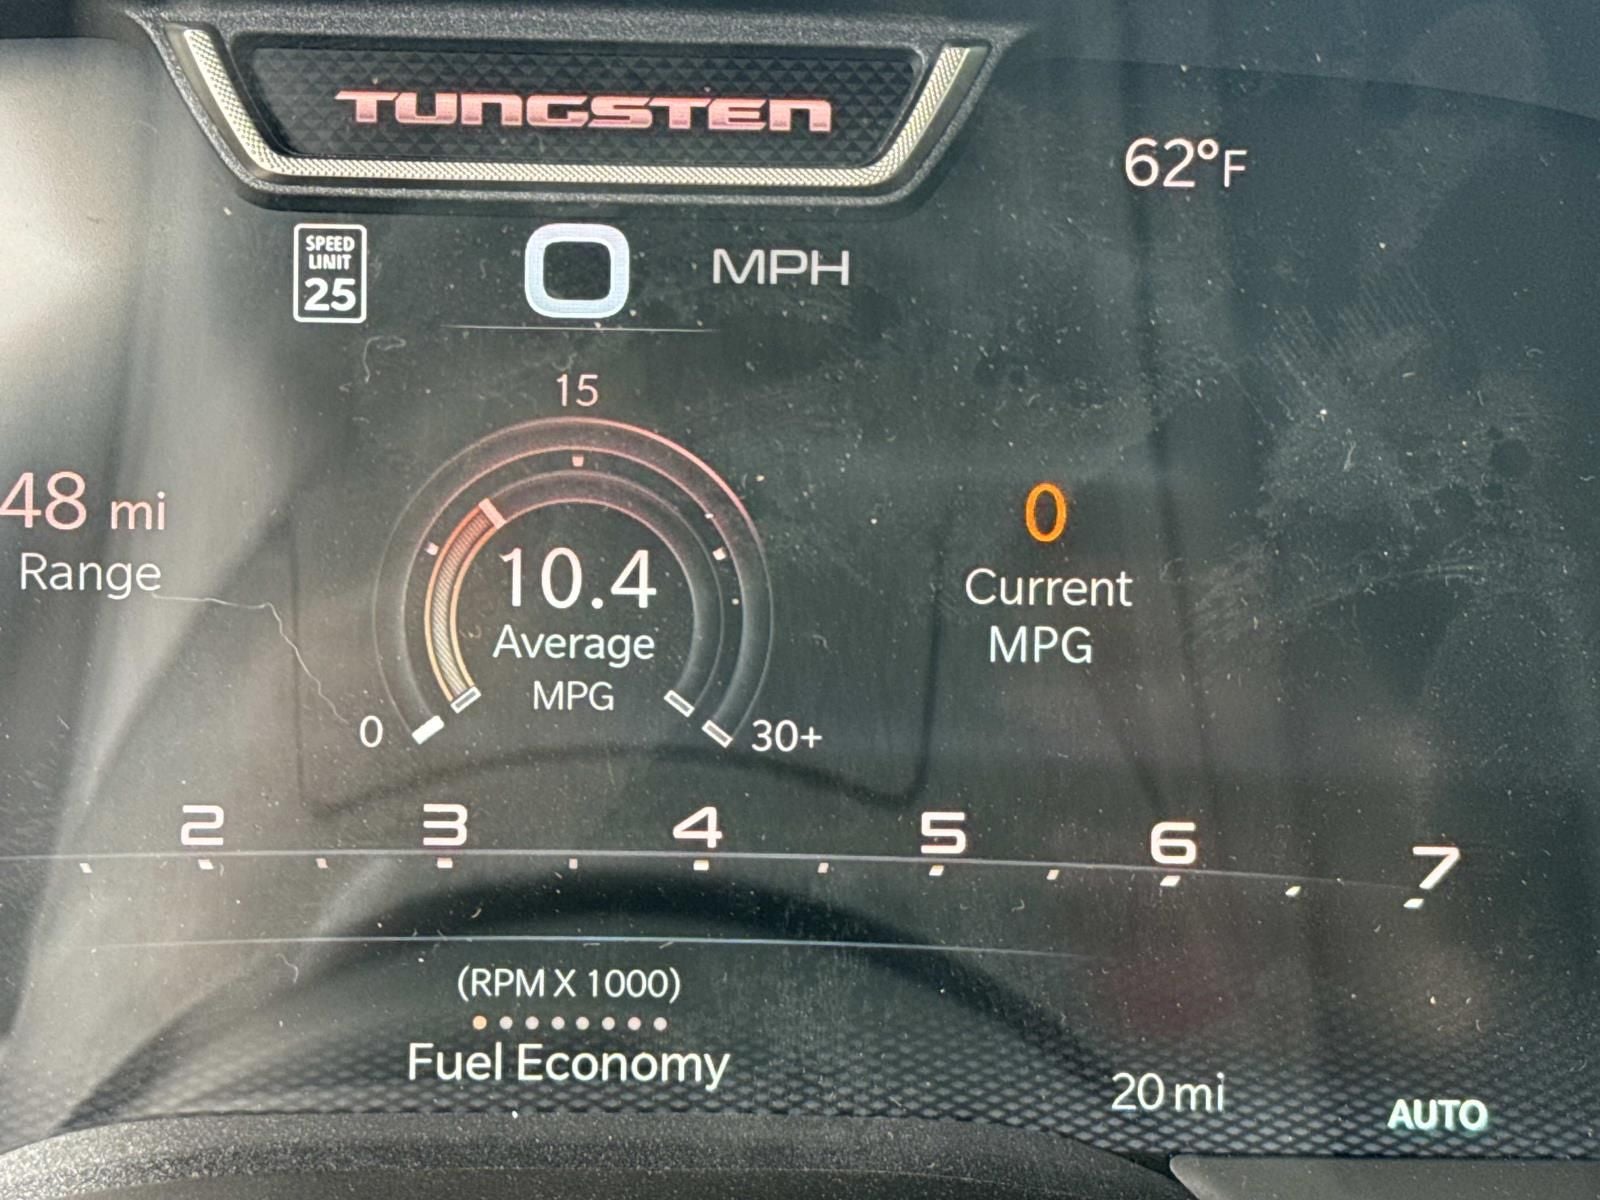 TUNGSTEN
62°F
SPEED
LIMIT
25
0 MPH
15
48 mi
Range
10.4
Average
MPG
0
Current
MPG
0
30+
2 3 4 5 6 7
(RPM X 1000)
Fuel Economy
20 mi
AUTO